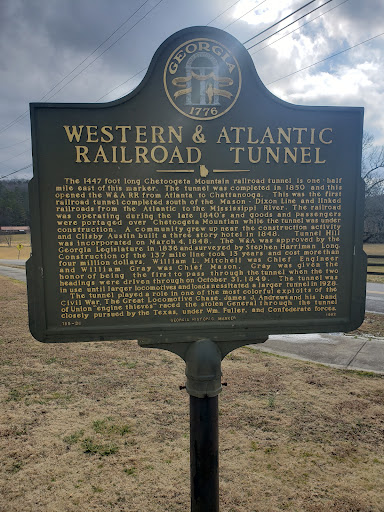 GEORGIA
1776
WESTERN & ATLANTIC
RAILROAD TUNNEL
The 1447 foot long Chetoogeta Mountain railroad tunnel is one-half
mile east of this marker. The tunnel was completed in 1850 and this
opened the W&A RR from Atlanta to Chattanooga. This was the first
railroad tunnel completed south of the Mason-Dixon Line and linked
railroads from the Atlantic to the Mississippi River. The railroad
was operating during the late 1840's and goods and passengers
were portaged over Chetoogeta Mountian while the tunnel was under
construction. A community grew up near the construction activity
and Clisby Austin built a three story hotel in 1848. Tunnel Hill
was incorporated on March 4, 1848. The W&A was approved by the
Georgia Legislature in 1836 and surveyed by Stephen Harriman Long.
Construction of the 137 mile line took 13 years and cost more than
four million dollars. William L. Mitchell was Chief Engineer
and William Gray was Chief Mason. Gray was given the
honor of being the first to pass through the tunnel when the two
headings were driven through on October 31, 1849. The tunnel was
in use until larger locomotives and loads nessitated a larger tunnel in 1928.
The tunnel played a role in one of the most colorful exploits of the
Civil War, The Great Locomotive Chase. James J. Andrews and his band
of Union "engine thieves" raced the stolen General through the tunnel
closely pursued by the Texas, under Wm. Fuller, and Confederate forces.
GEORGIA HISTORIC MARKER